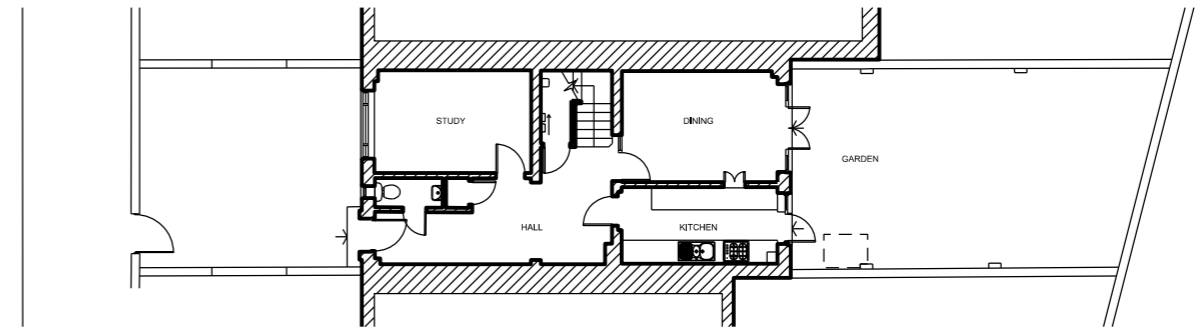 STUDY
DINING
GARDEN
HALL
KITCHEN